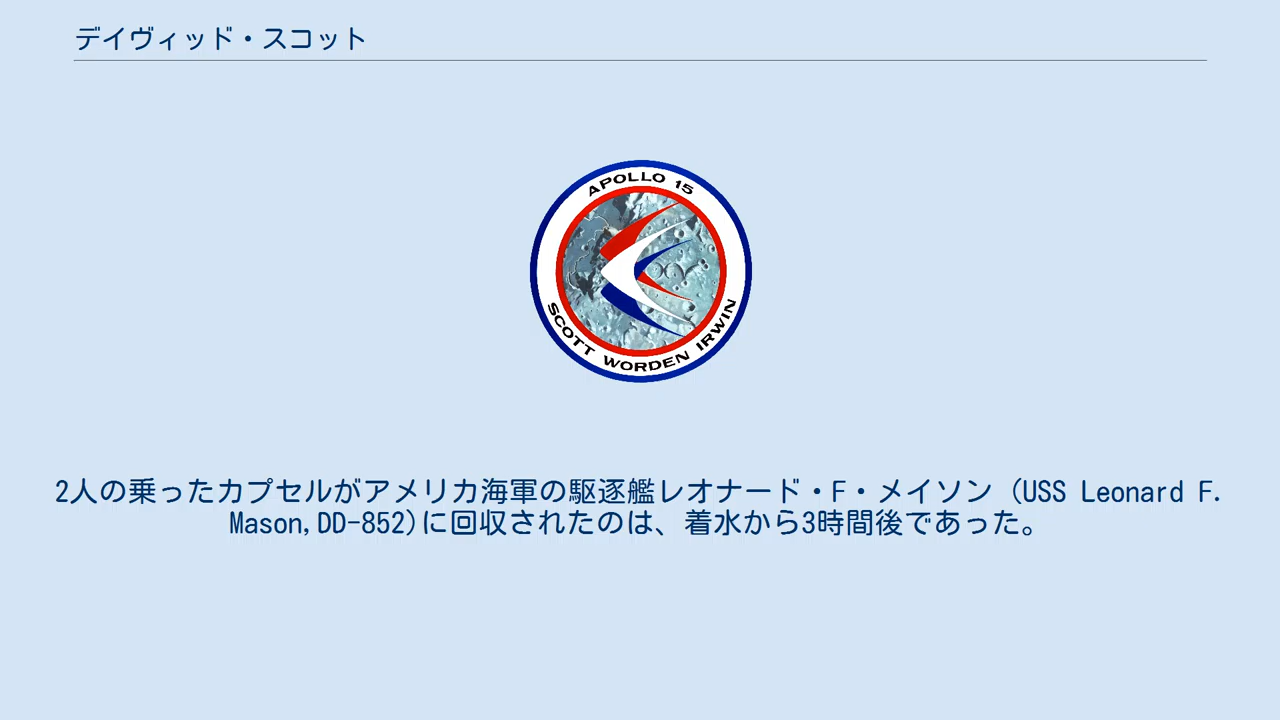 デイヴィッド・スコット
APOLLO 15
SCOTT WORDEN IRWIN
2人の乗ったカプセルがアメリカ海軍の駆逐艦レオナード・F・メイソン (USS Leonard F.
Mason,DD-852)に回収されたのは、着水から3時間後であった。